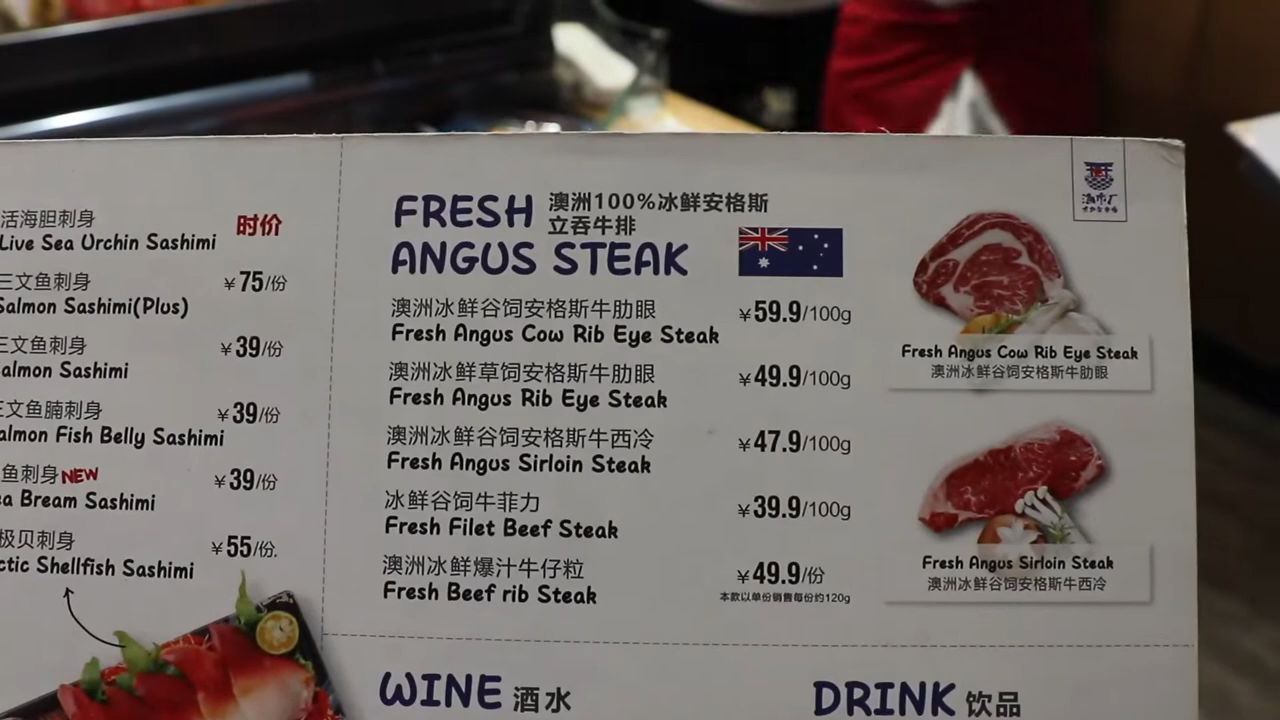 活海胆刺身
Live Sea Urchin Sashimi
时价
三文鱼刺身
Salmon Sashimi(Plus)
¥75/份
三文鱼刺身
almon Sashimi
¥39/份
三文鱼腩刺身
almon Fish Belly Sashimi
¥39/份
鱼刺身NEW
ea Bream Sashimi
¥39/份
极贝刺身
ctic Shellfish Sashimi
¥55/份.
FRESH
ANGUS STEAK
澳洲100%冰鲜安格斯
立吞牛排
澳洲冰鲜谷饲安格斯牛肋眼
Fresh Angus Cow Rib Eye Steak
¥59.9/100g
澳洲冰鲜草饲安格斯牛肋眼
Fresh Angus Rib Eye Steak
¥49.9/100g
澳洲冰鲜谷饲安格斯牛西冷
Fresh Angus Sirloin Steak
¥47.9/100g
冰鲜谷饲牛菲力
Fresh Filet Beef Steak
¥39.9/100g
澳洲冰鲜爆汁牛仔粒
Fresh Beef rib Steak
¥49.9/份
本款以单份销售每份约120g
Fresh Angus Cow Rib Eye Steak
澳洲冰鲜谷饲安格斯牛肋眼
Fresh Angus Sirloin Steak
澳洲冰鲜谷饲安格斯牛西冷
WINE 酒水
DRINK 饮品